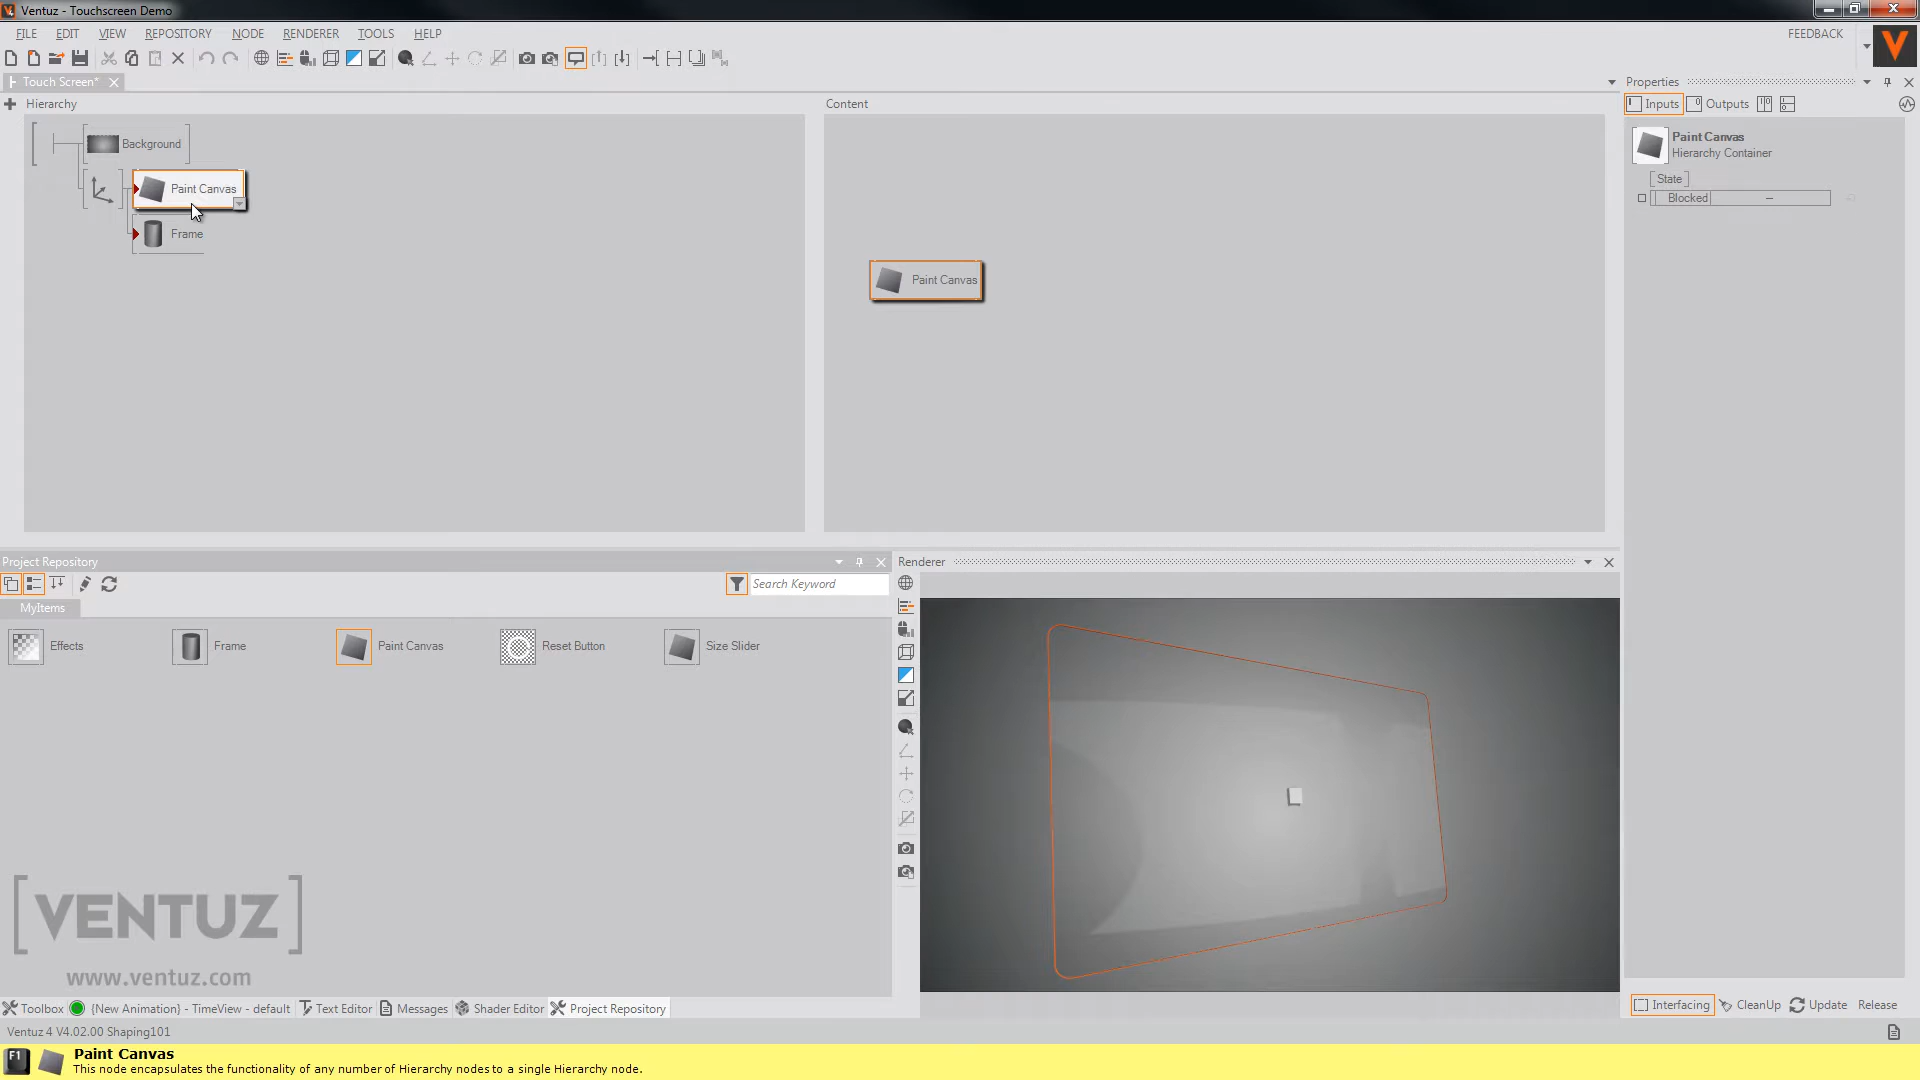 Ventuz - Touchscreen Demo
FILE EDIT VIEW REPOSITORY NODE RENDERER TOOLS HELP
FEEDBACK
Touch Screen*
Hierarchy
Content
Background
Paint Canvas
Frame
Paint Canvas
Properties
Inputs Outputs
Paint Canvas
Hierarchy Container
State
Blocked
Project Repository
Search Keyword
MyItems
Effects Frame Paint Canvas Reset Button Size Slider
Renderer
[VENTUZ]
www.ventuz.com
Toolbox {New Animation} - TimeView - default Text Editor Messages Shader Editor Project Repository
Interfacing CleanUp Update Release
Ventuz 4 V4.02.00 Shaping101
F1
Paint Canvas
This node encapsulates the functionality of any number of Hierarchy nodes to a single Hierarchy node.